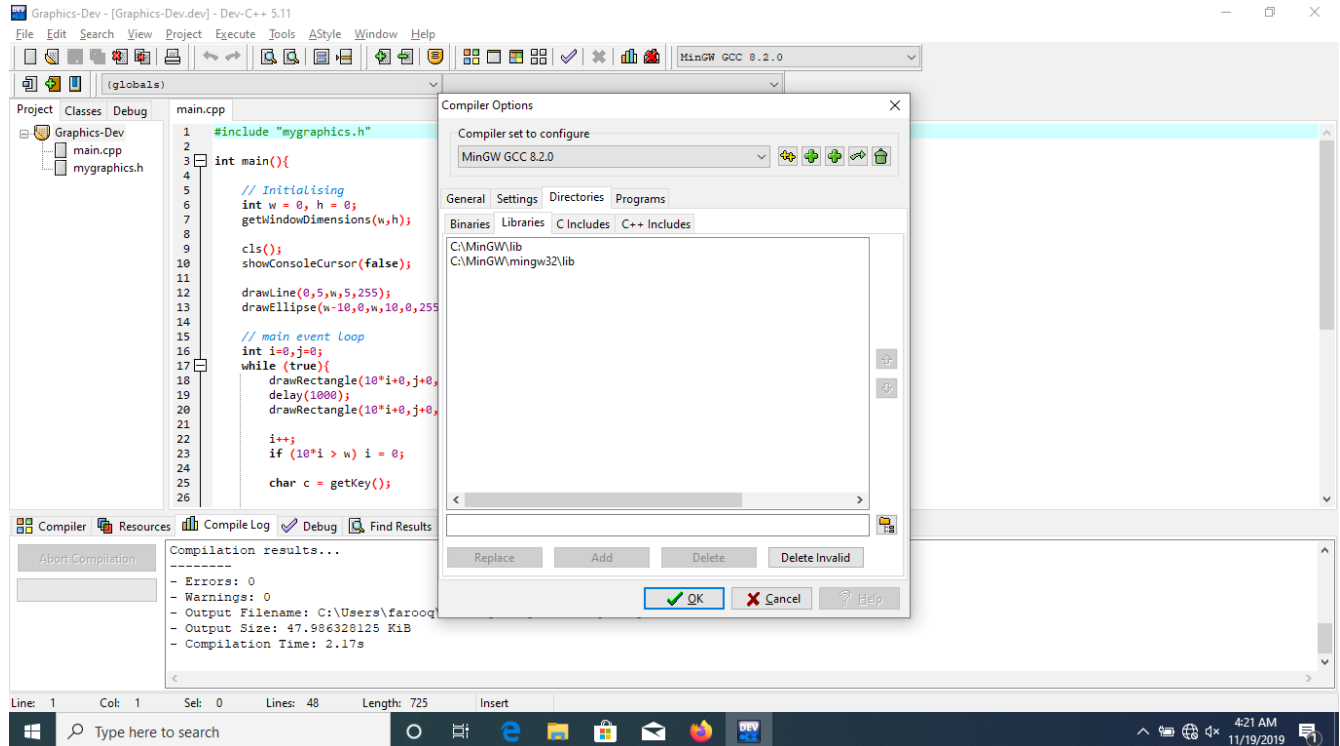 Graphics-Dev - [Graphics-Dev.dev] - Dev-C++ 5.11
File Edit Search View Project Execute Tools AStyle Window Help
MinGW GCC 8.2.0
(globals)
Project Classes Debug
Graphics-Dev
main.cpp
mygraphics.h
main.cpp
1 #include "mygraphics.h"
2
3 int main(){
4
5 // Initialising
6 int w = 0, h = 0;
7 getWindowDimensions(w,h);
8
9 cls();
10 showConsoleCursor(false);
11
12 drawLine(0,5,w,5,255);
13 drawEllipse(w-10,0,w,10,0,255
14
15 // main event loop
16 int i=0,j=0;
17 while (true){
18 drawRectangle(10*i+0,j+0,
19 delay(1000);
20 drawRectangle(10*i+0,j+0,
21
22 i++;
23 if (10*i > w) i = 0;
24
25 char c = getKey();
26
Compiler Options
Compiler set to configure
MinGW GCC 8.2.0
General Settings Directories Programs
Binaries Libraries C Includes C++ Includes
C:\MinGW\lib
C:\MinGW\mingw32\lib
Replace Add Delete Delete Invalid
OK Cancel Help
Compiler Resources Compile Log Debug Find Results
Abort Compilation
Compilation results...
--------
- Errors: 0
- Warnings: 0
- Output Filename: C:\Users\farooq\
- Output Size: 47.986328125 KiB
- Compilation Time: 2.17s
Line: 1 Col: 1 Sel: 0 Lines: 48 Length: 725 Insert
Type here to search
DEV
4:21 AM
11/19/2019
1